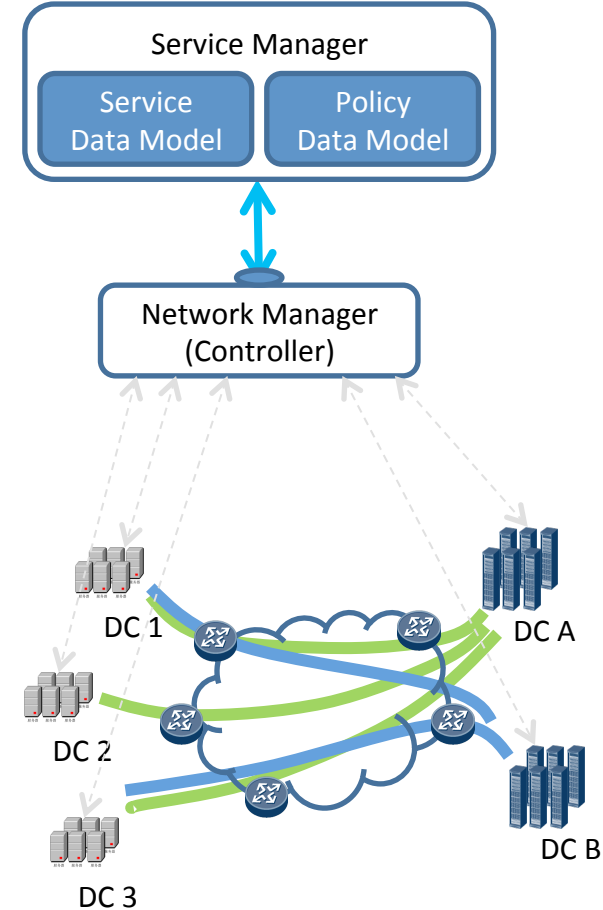 Service Manager
Service
Data Model
Policy
Data Model
Network Manager
(Controller)
DC 1
DC A
DC 2
DC B
DC 3